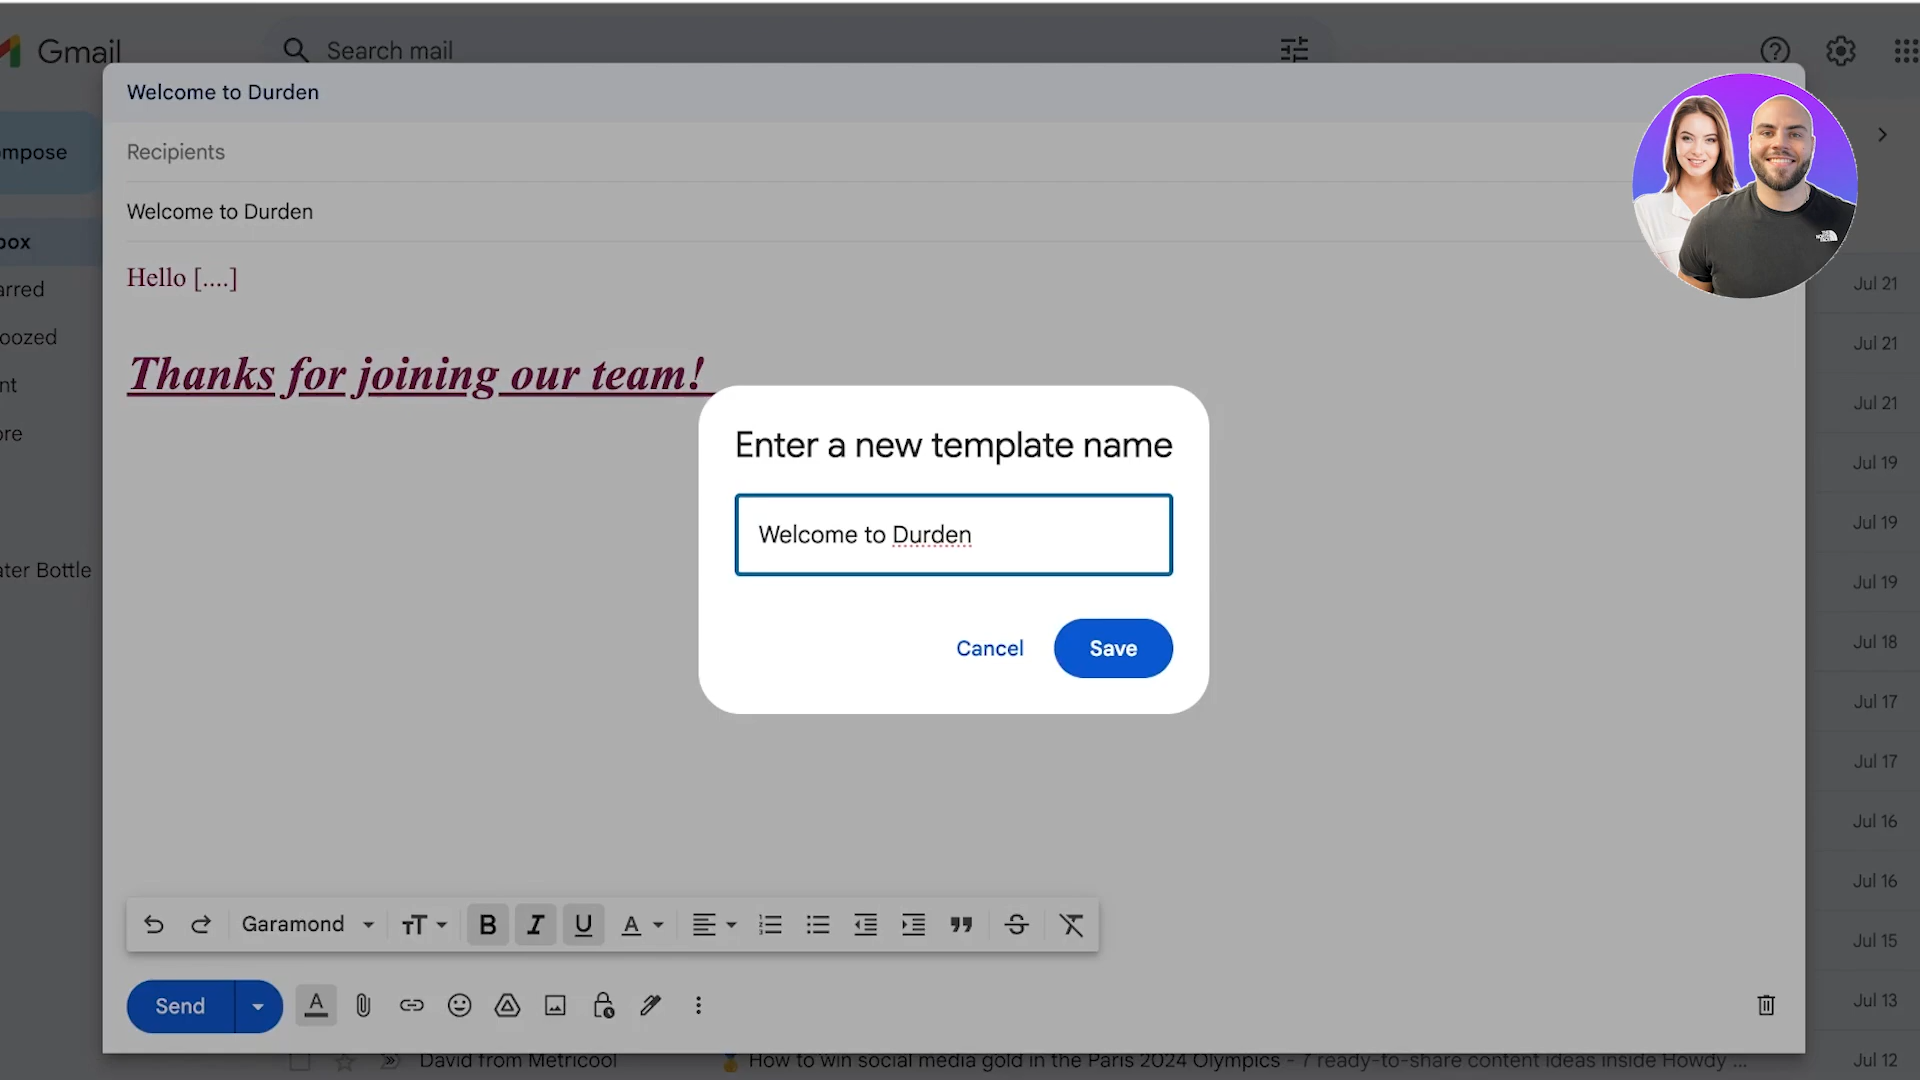 Gmail
Search mail
Welcome to Durden
mpose
Recipients
Welcome to Durden
box
Hello [....]
arred
Jul 21
oozed
Jul 21
Thanks for joining our team!
nt
Jul 21
ore
Enter a new template name
Jul 19
Jul 19
Welcome to Durden
ater Bottle
Jul 19
Cancel
Save
Jul 18
Jul 17
Jul 17
Jul 16
Jul 16
Garamond
Jul 15
Send
Jul 13
David from Metricool
How to win social media gold in the Paris 2024 Olympics - 7 ready-to-share content ideas inside Howdy ...
Jul 12